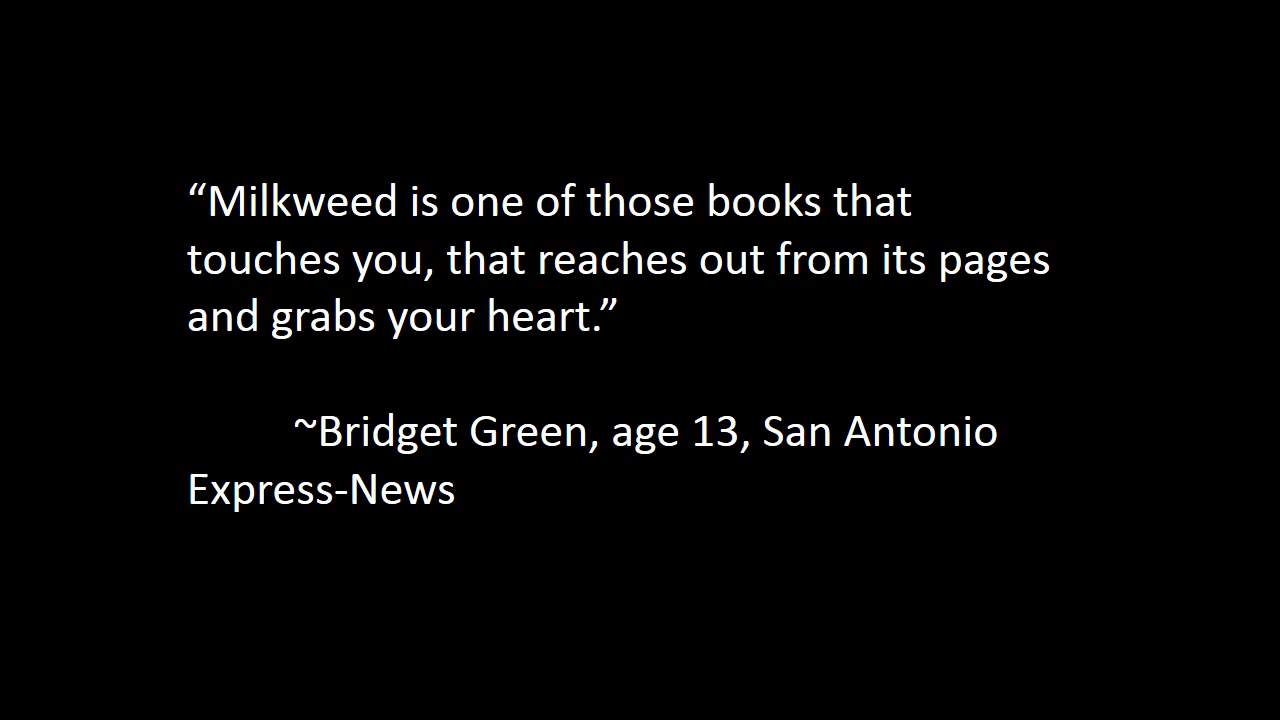 “Milkweed is one of those books that
touches you, that reaches out from its pages
and grabs your heart.”
~Bridget Green, age 13, San Antonio
Express-News